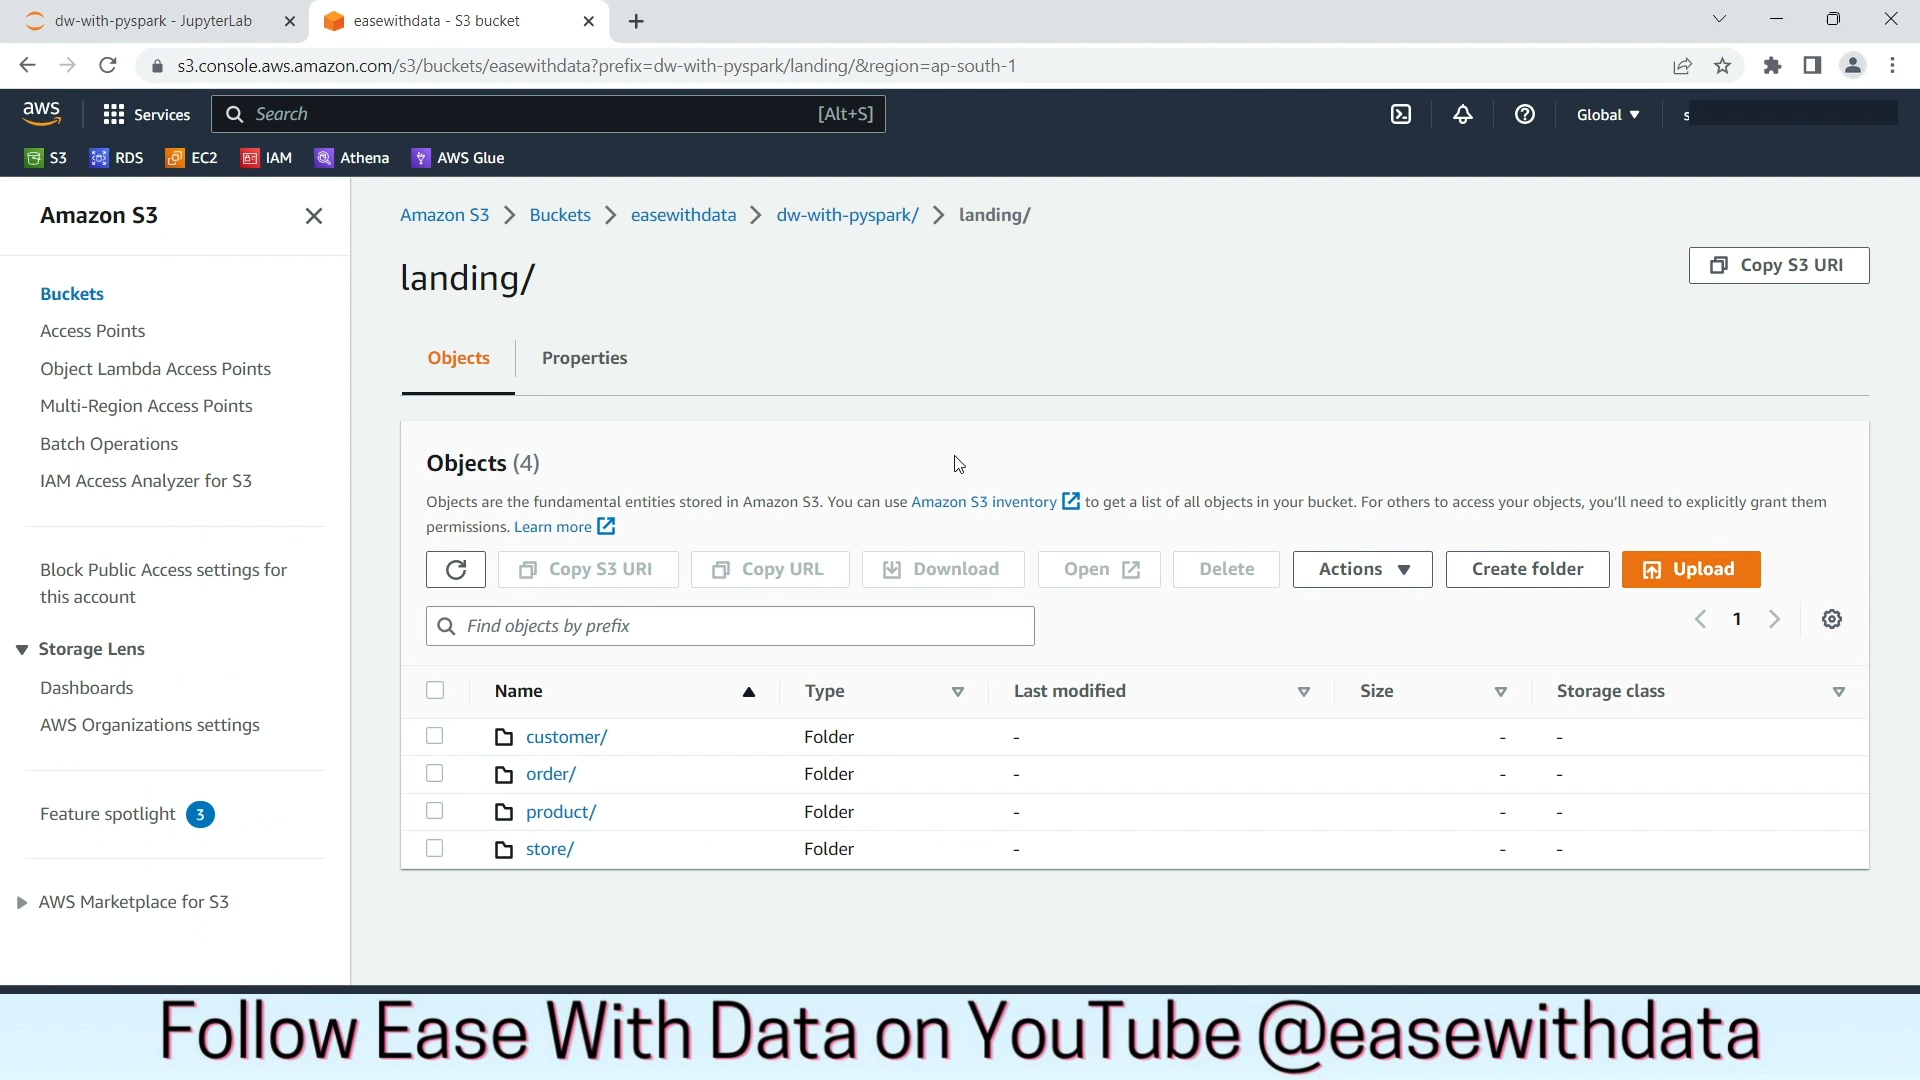 dw-with-pyspark - JupyterLab
easewithdata - S3 bucket
s3.console.aws.amazon.com/s3/buckets/easewithdata?prefix=dw-with-pyspark/landing/&region=ap-south-1
aws
Services
Search
[Alt+S]
Global
s
S3
RDS
EC2
IAM
Athena
AWS Glue
Amazon S3
Buckets
Access Points
Object Lambda Access Points
Multi-Region Access Points
Batch Operations
IAM Access Analyzer for S3
Block Public Access settings for
this account
Storage Lens
Dashboards
AWS Organizations settings
Feature spotlight 3
AWS Marketplace for S3
Amazon S3 > Buckets > easewithdata > dw-with-pyspark/ > landing/
landing/
Copy S3 URI
Objects
Properties
Objects (4)
Objects are the fundamental entities stored in Amazon S3. You can use Amazon S3 inventory to get a list of all objects in your bucket. For others to access your objects, you'll need to explicitly grant them
permissions. Learn more
Copy S3 URI
Copy URL
Download
Open
Delete
Actions
Create folder
Upload
Find objects by prefix
1
Name Type Last modified Size Storage class
customer/ Folder - - -
order/ Folder - - -
product/ Folder - - -
store/ Folder - - -
Follow Ease With Data on YouTube @easewithdata